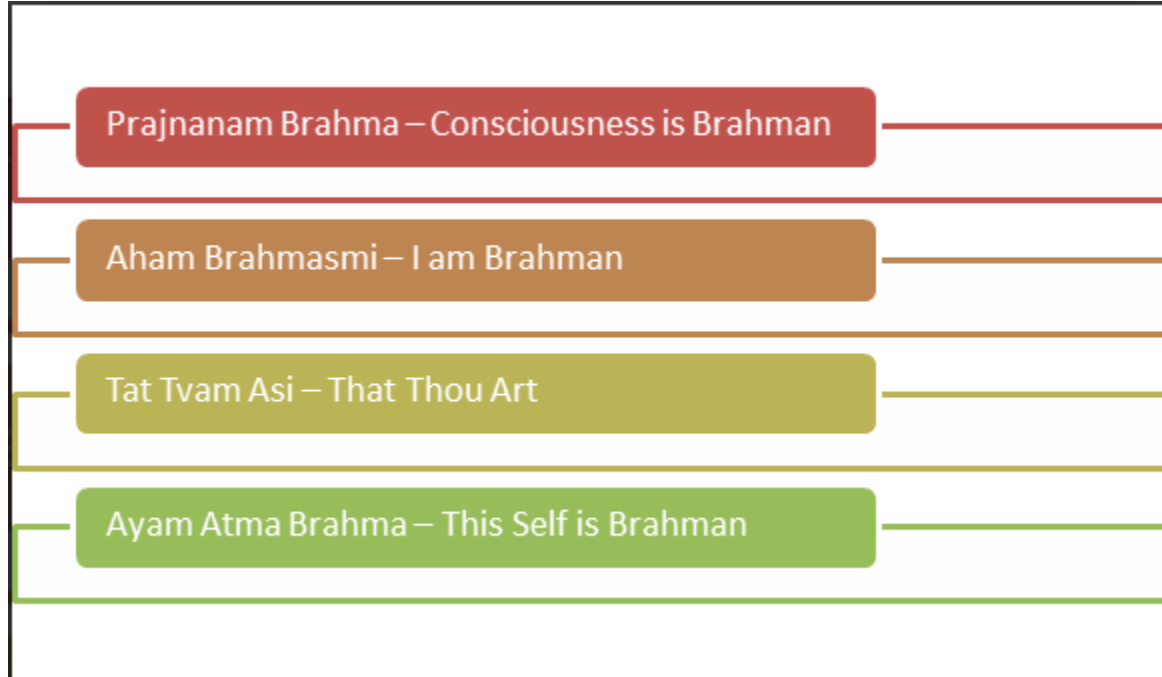 Prajnanam Brahma – Consciousness is Brahman
Aham Brahmasmi – I am Brahman
Tat Tvam Asi – That Thou Art
Ayam Atma Brahma – This Self is Brahman